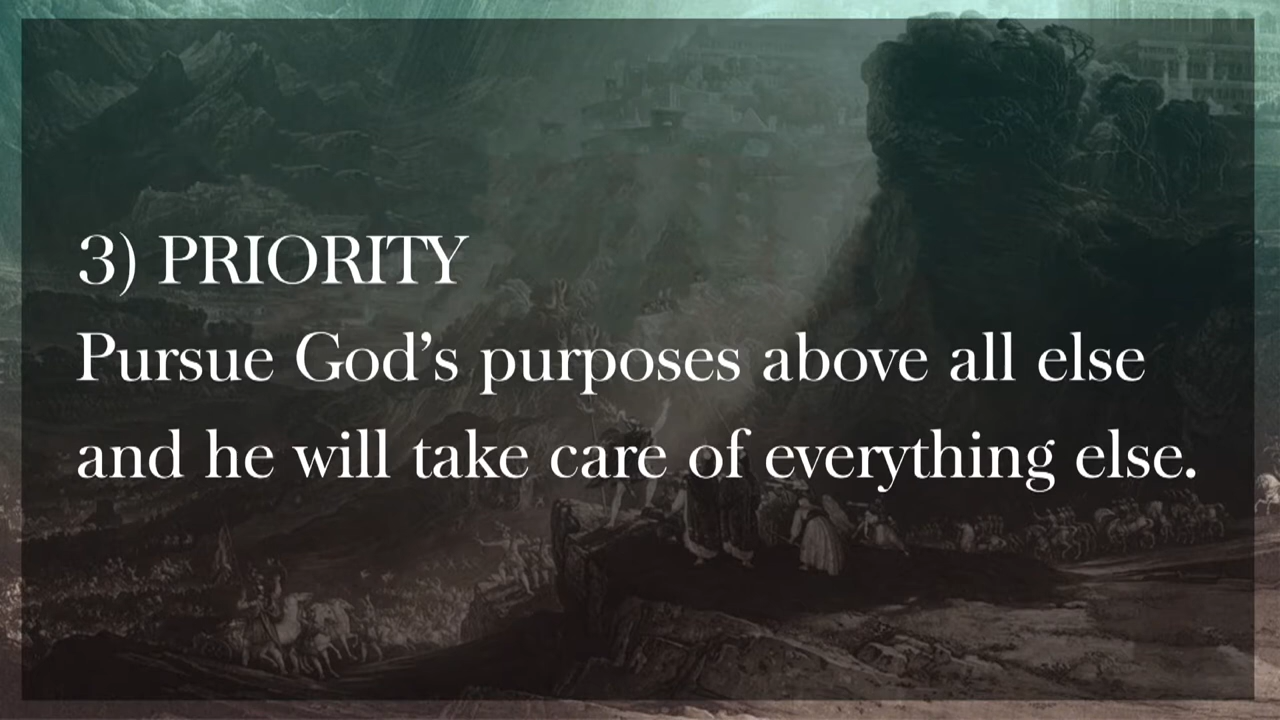 3) PRIORITY
Pursue God’s purposes above all else
and he will take care of everything else.